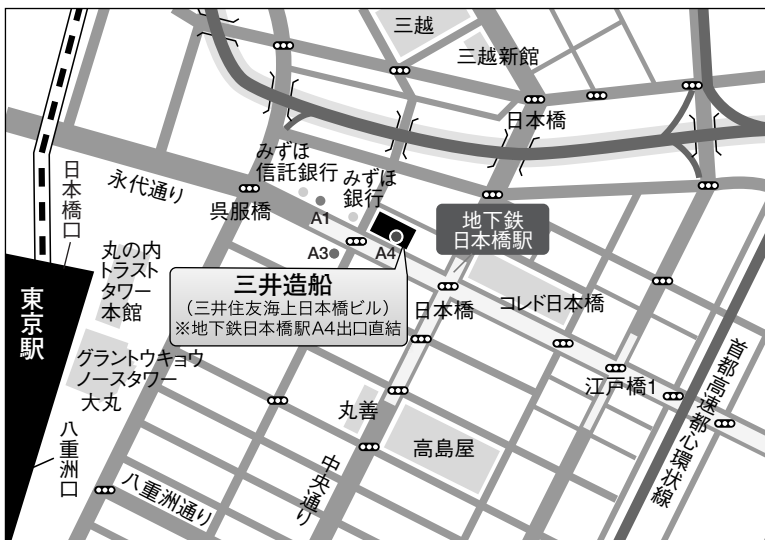 三越
三越新館
日本橋
みずほ
信託銀行
みずほ
銀行
永代通り
呉服橋
A1
A3
A4
地下鉄
日本橋駅
日本橋口
丸の内
トラスト
タワー
本館
東京駅
三井造船
(三井住友海上日本橋ビル)
※地下鉄日本橋駅A4出口直結
日本橋
コレド日本橋
グラントウキョウ
ノースタワー
大丸
江戸橋1
首都高速都心環状線
丸善
高島屋
八重洲口
中央通り
八重洲通り